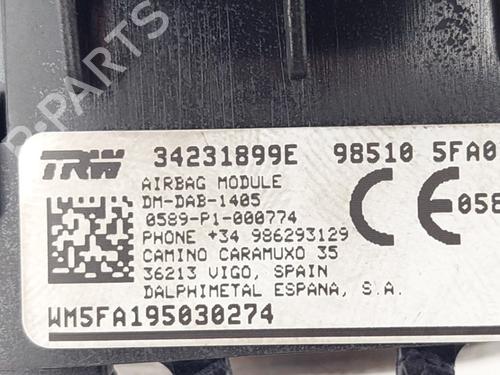 TRW 34231899E 98510 5FA0
AIRBAG MODULE
DM-DAB-1405
0589-P1-000774
PHONE +34 986293129
CAMINO CARAMUXO 35
36213 VIGO, SPAIN
DALPHIMETAL ESPANA, S.A.
CE 058
WM5FA195030274
B-PARTS